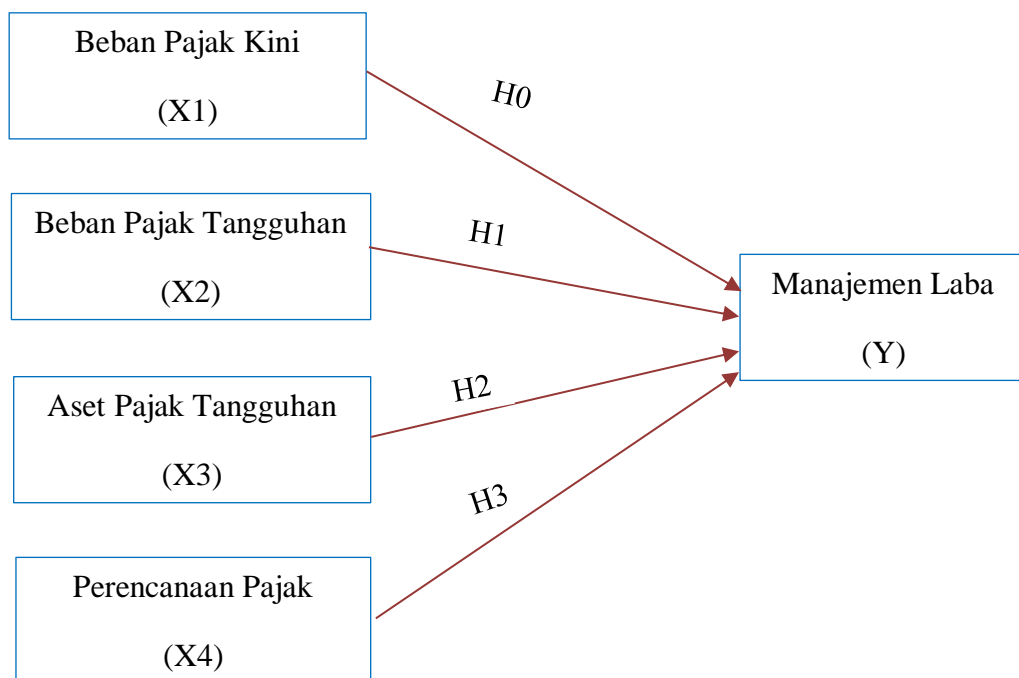 Beban Pajak Kini
(X1)
H0
Beban Pajak Tangguhan
(X2)
H1
Manajemen Laba
(Y)
Aset Pajak Tangguhan
(X3)
H2
Perencanaan Pajak
(X4)
H3